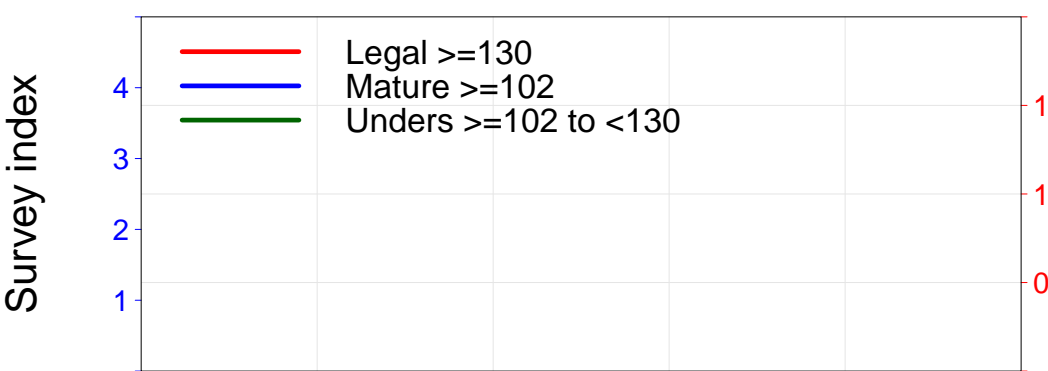 Legal >=130
Mature >=102
Unders >=102 to <130
Survey index
4
3
2
1
1
1
0